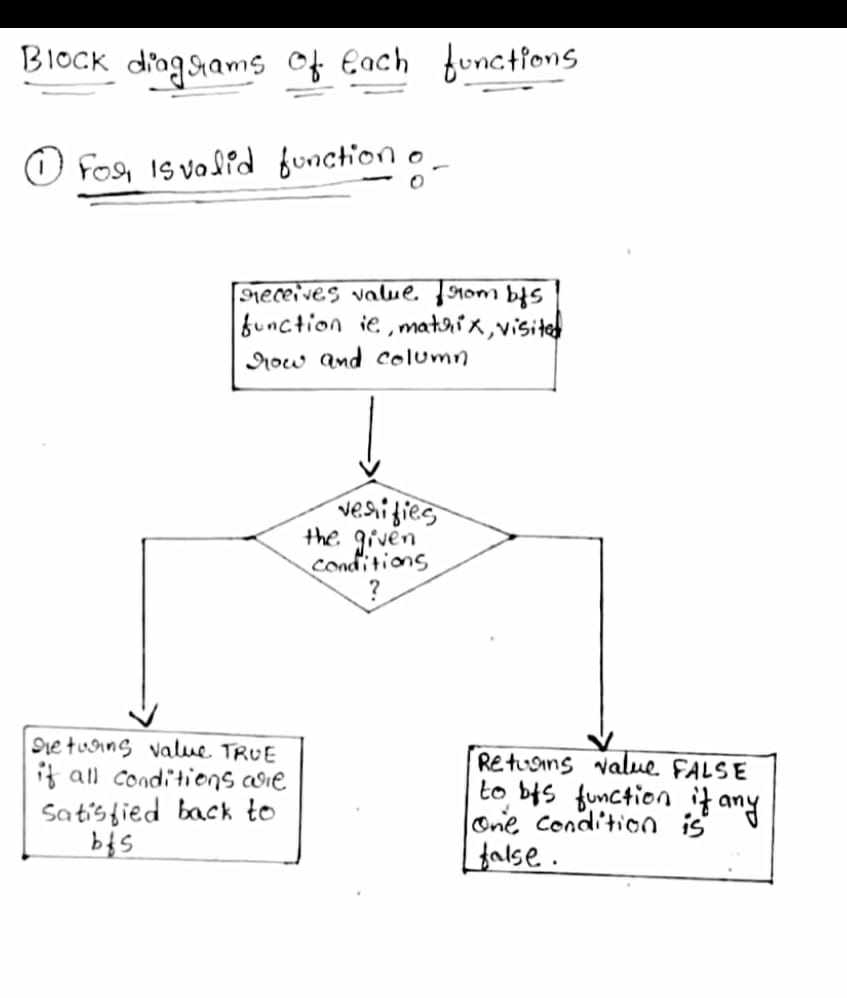 Block diagrams of each functions
① For isvalid function :-
receives value from bfs
function ie, matrix, visited
row and column
verifies
the given
conditions
?
returns value TRUE
if all conditions are
satisfied back to
bfs
Returns value FALSE
to bfs function if any
one condition is
false.